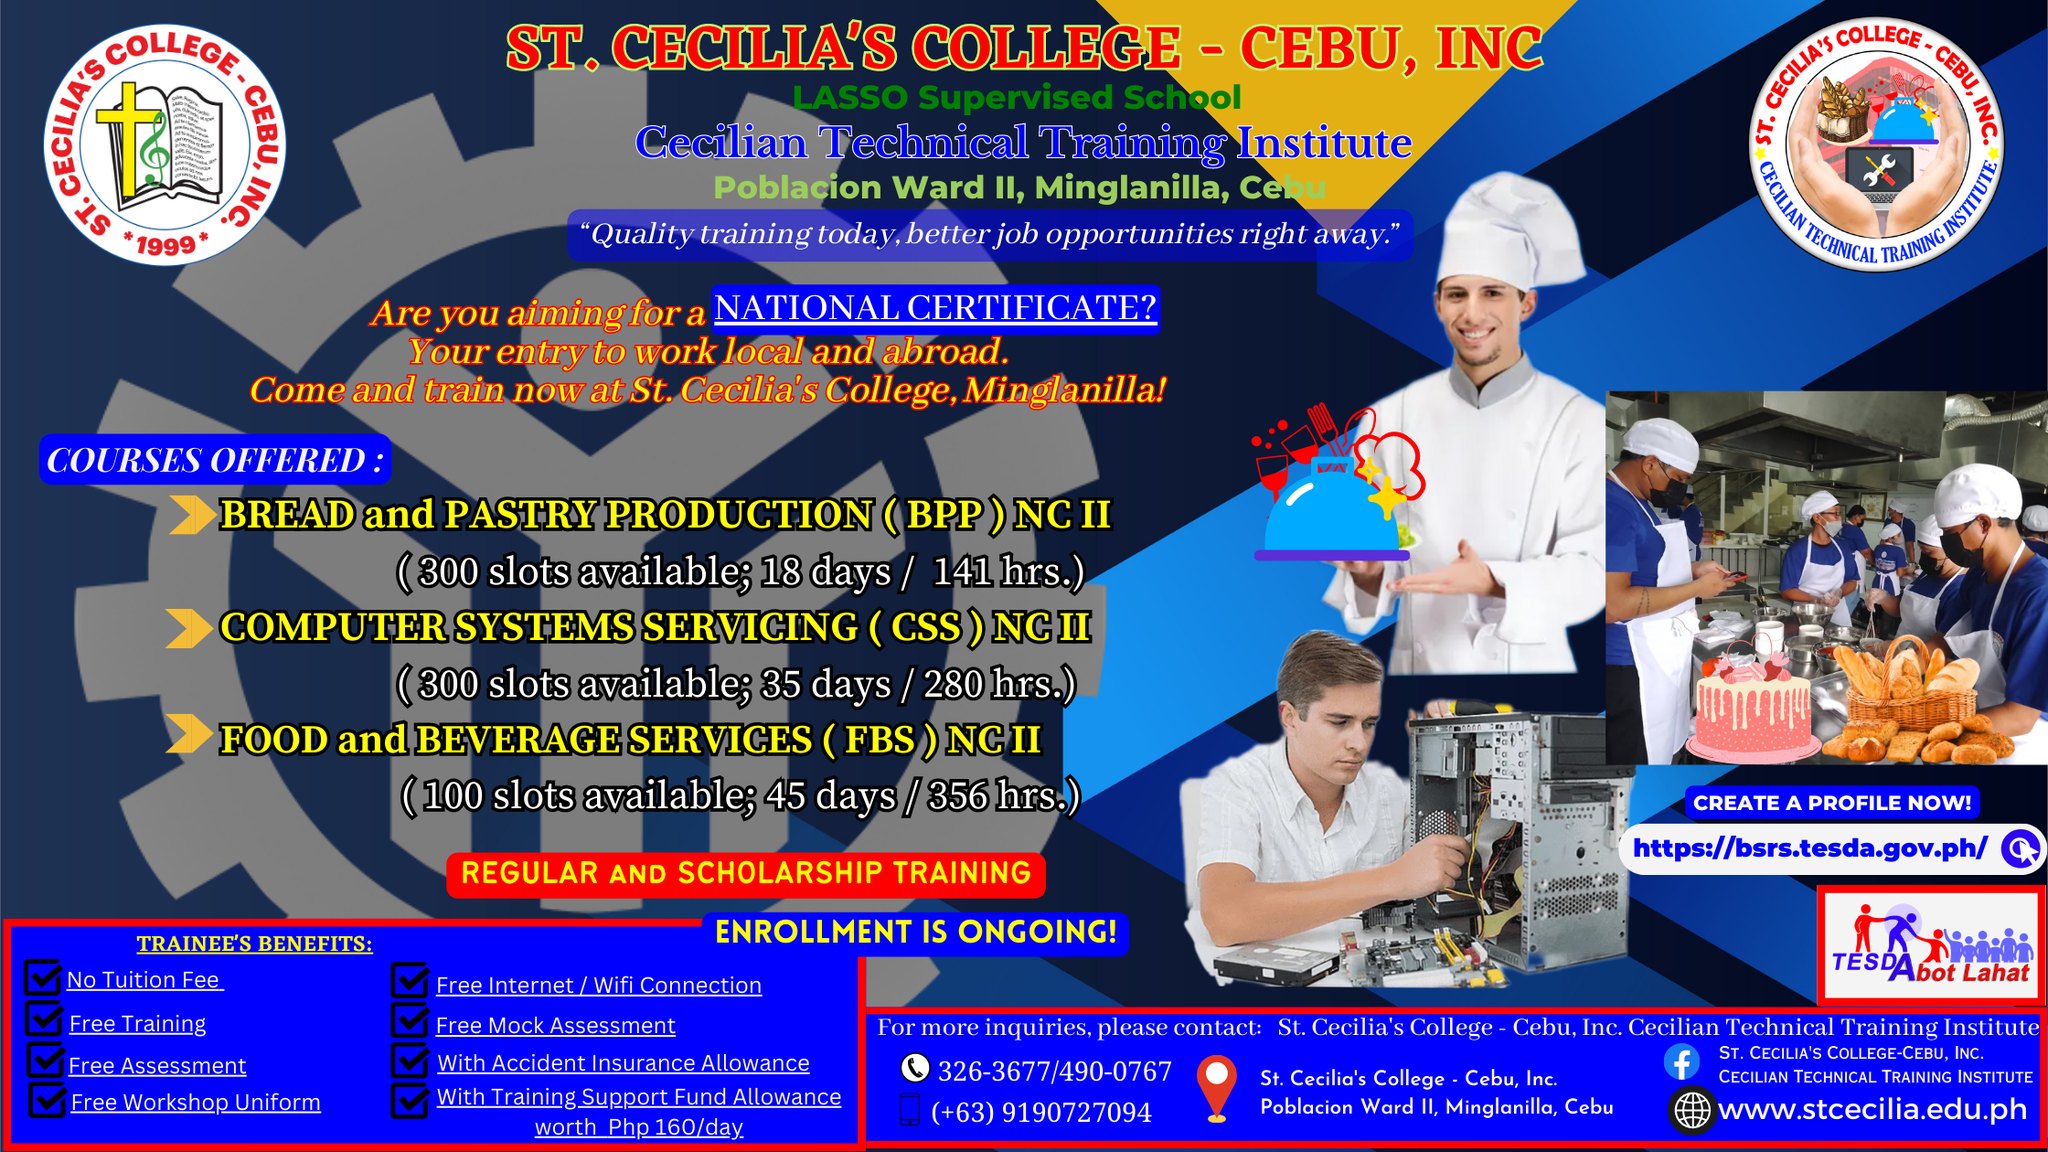 ST. CECILIA'S COLLEGE - CEBU, INC
LASSO Supervised School
Cecilian Technical Training Institute
Poblacion Ward II, Minglanilla, Cebu
“Quality training today, better job opportunities right away.”
ST. CECILIA'S COLLEGE - CEBU, INC.
* 1999 *
ST. CECILIA'S COLLEGE - CEBU, INC.
CECILIAN TECHNICAL TRAINING INSTITUTE
Are you aiming for a NATIONAL CERTIFICATE?
Your entry to work local and abroad.
Come and train now at St. Cecilia's College, Minglanilla!
COURSES OFFERED :
BREAD and PASTRY PRODUCTION ( BPP ) NC II
( 300 slots available; 18 days / 141 hrs.)
COMPUTER SYSTEMS SERVICING ( CSS ) NC II
( 300 slots available; 35 days / 280 hrs.)
FOOD and BEVERAGE SERVICES ( FBS ) NC II
( 100 slots available; 45 days / 356 hrs.)
REGULAR AND SCHOLARSHIP TRAINING
ENROLLMENT IS ONGOING!
CREATE A PROFILE NOW!
https://bsrs.tesda.gov.ph/
TESDA Abot Lahat
TRAINEE'S BENEFITS:
No Tuition Fee
Free Training
Free Assessment
Free Workshop Uniform
Free Internet / Wifi Connection
Free Mock Assessment
With Accident Insurance Allowance
With Training Support Fund Allowance
worth Php 160/day
For more inquiries, please contact: St. Cecilia's College - Cebu, Inc. Cecilian Technical Training Institute
326-3677/490-0767
(+63) 9190727094
St. Cecilia's College - Cebu, Inc.
Poblacion Ward II, Minglanilla, Cebu
ST. CECILIA'S COLLEGE-CEBU, INC.
CECILIAN TECHNICAL TRAINING INSTITUTE
www.stcecilia.edu.ph